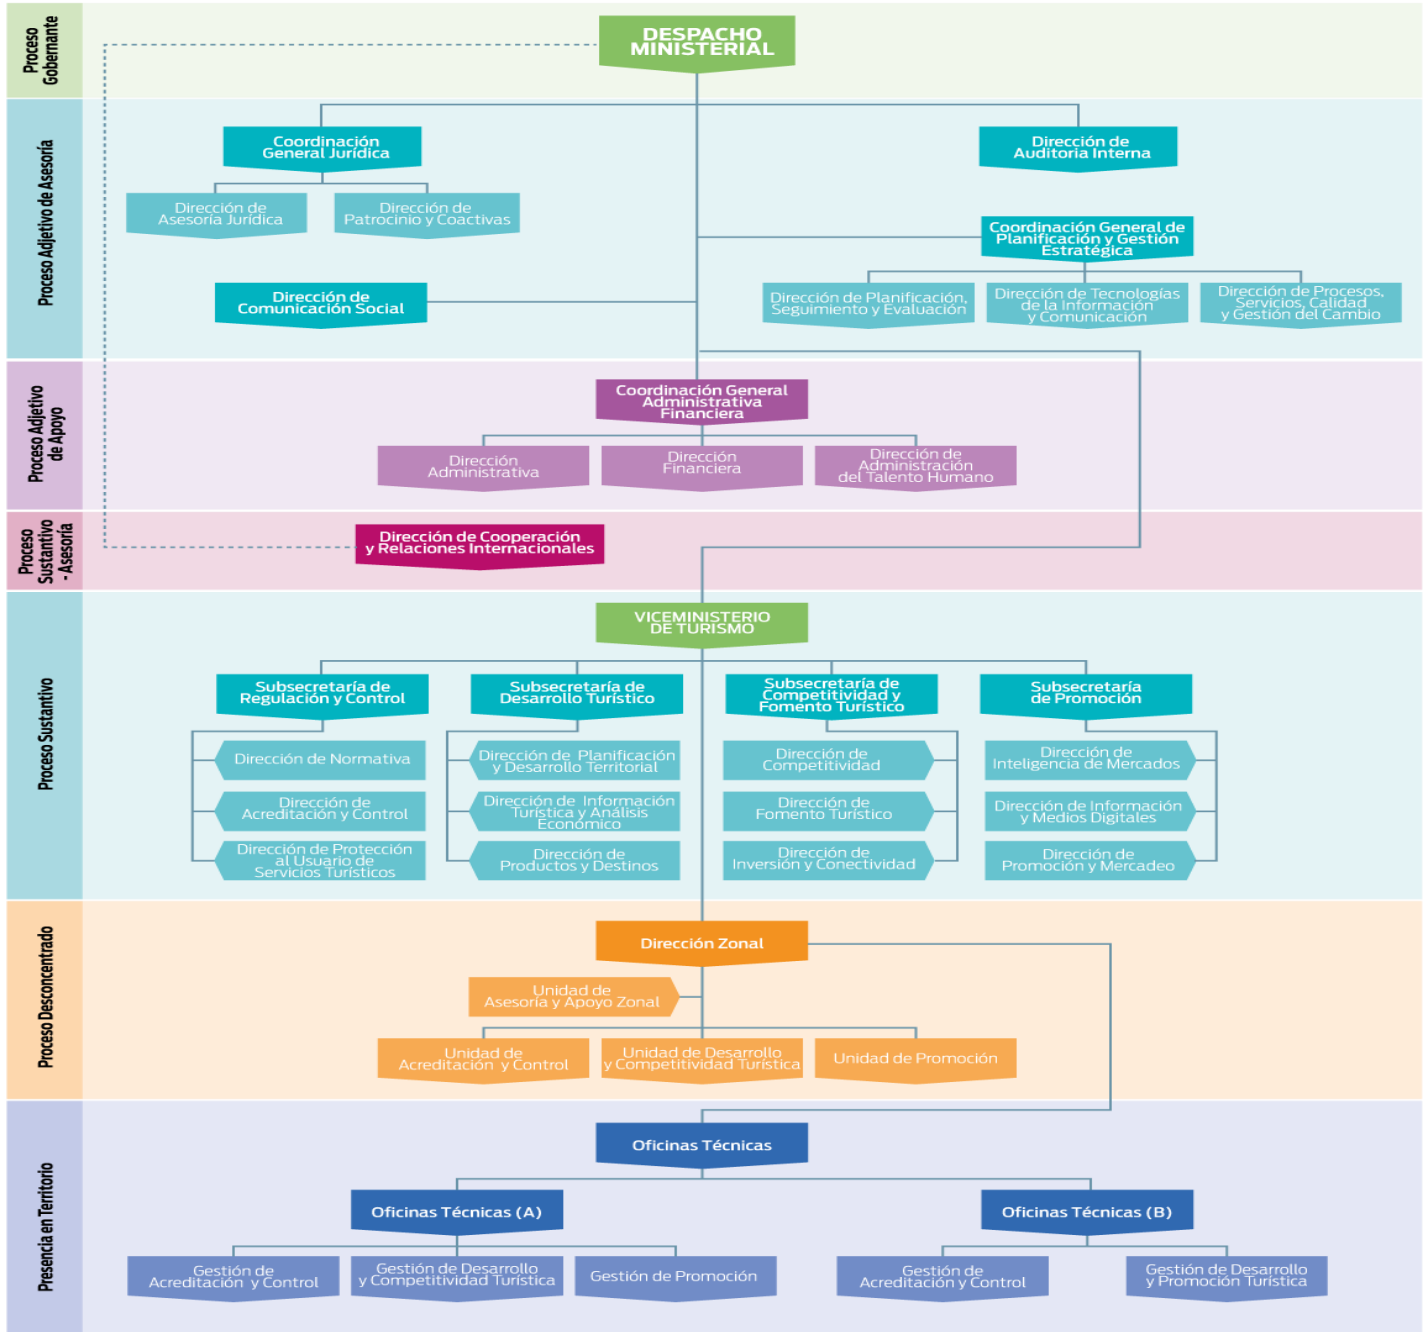 Proceso
Gobernante
DESPACHO
MINISTERIAL
Proceso Adjetivo de Asesoría
Coordinación
General Jurídica
Dirección de
Auditoria Interna
Dirección de
Asesoría Jurídica
Dirección de
Patrocinio y Coactivas
Coordinación General de
Planificación y Gestión
Estratégica
Dirección de
Comunicación Social
Dirección de Planificación,
Seguimiento y Evaluación
Dirección de Tecnologías
de la Información
y Comunicación
Dirección de Procesos,
Servicios, Calidad
y Gestión del Cambio
Proceso Adjetivo
de Apoyo
Coordinación General
Administrativa
Financiera
Dirección
Administrativa
Dirección
Financiera
Dirección de
Administración
del Talento Humano
Proceso
Sustantivo
- Asesoría
Dirección de Cooperación
y Relaciones Internacionales
Proceso Sustantivo
VICEMINISTERIO
DE TURISMO
Subsecretaría de
Regulación y Control
Subsecretaría de
Desarrollo Turístico
Subsecretaría de
Competitividad y
Fomento Turístico
Subsecretaría
de Promoción
Dirección de Normativa
Dirección de Planificación
y Desarrollo Territorial
Dirección de
Competitividad
Dirección de
Inteligencia de Mercados
Dirección de
Acreditación y Control
Dirección de Información
Turística y Análisis
Económico
Dirección de
Fomento Turístico
Dirección de Información
y Medios Digitales
Dirección de Protección
al Usuario de
Servicios Turísticos
Dirección de
Productos y Destinos
Dirección de
Inversión y Conectividad
Dirección de
Promoción y Mercadeo
Proceso Desconcentrado
Dirección Zonal
Unidad de
Asesoría y Apoyo Zonal
Unidad de
Acreditación y Control
Unidad de Desarrollo
y Competitividad Turística
Unidad de Promoción
Presencia en Territorio
Oficinas Técnicas
Oficinas Técnicas (A)
Oficinas Técnicas (B)
Gestión de
Acreditación y Control
Gestión de Desarrollo
y Competitividad Turística
Gestión de Promoción
Gestión de
Acreditación y Control
Gestión de Desarrollo
y Promoción Turística